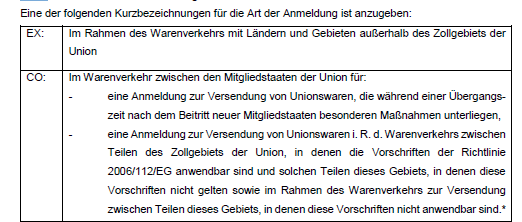 Eine der folgenden Kurzbezeichnungen für die Art der Anmeldung ist anzugeben:
EX: Im Rahmen des Warenverkehrs mit Ländern und Gebieten außerhalb des Zollgebiets der
Union
CO: Im Warenverkehr zwischen den Mitgliedstaaten der Union für:
- eine Anmeldung zur Versendung von Unionswaren, die während einer Übergangs-
zeit nach dem Beitritt neuer Mitgliedstaaten besonderen Maßnahmen unterliegen,
- eine Anmeldung zur Versendung von Unionswaren i. R. d. Warenverkehrs zwischen
Teilen des Zollgebiets der Union, in denen die Vorschriften der Richtlinie
2006/112/EG anwendbar sind und solchen Teilen dieses Gebiets, in denen diese
Vorschriften nicht gelten sowie im Rahmen des Warenverkehrs zur Versendung
zwischen Teilen dieses Gebiets, in denen diese Vorschriften nicht anwendbar sind.*